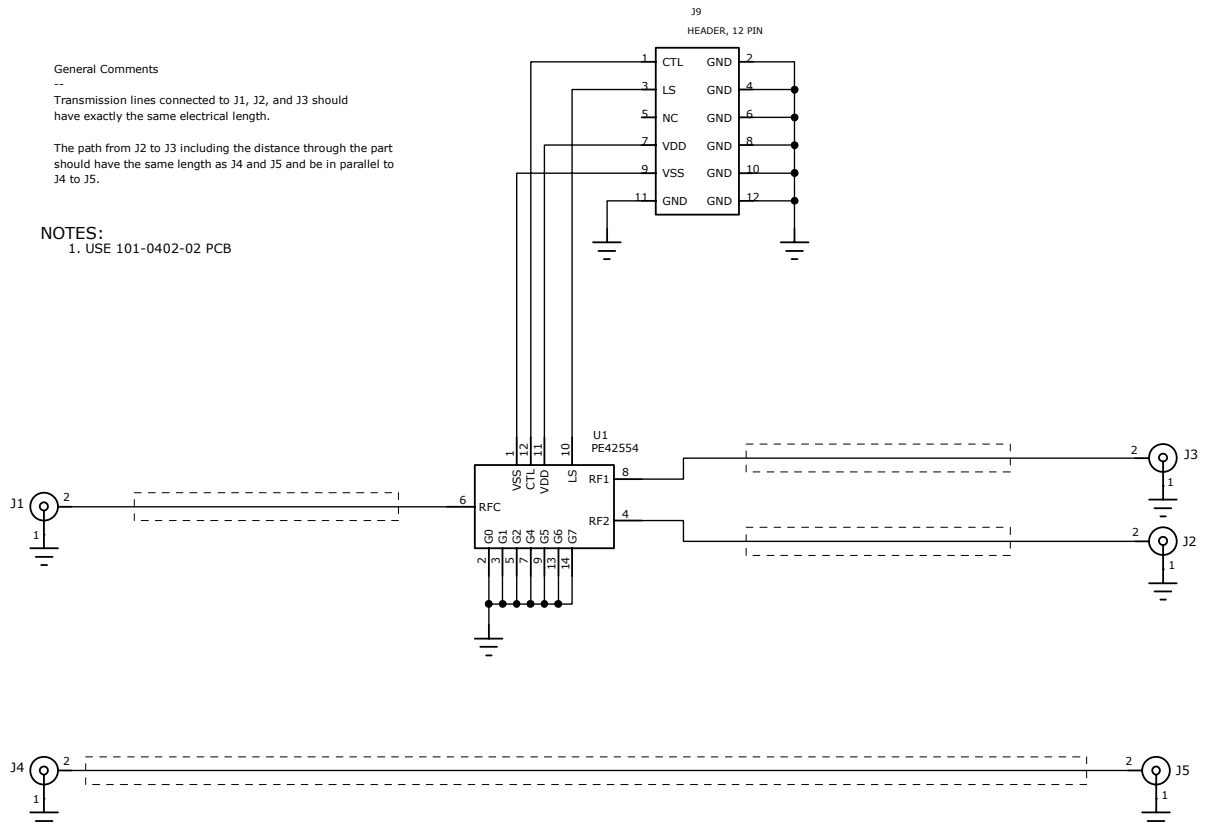 J9
HEADER, 12 PIN
General Comments
--
Transmission lines connected to J1, J2, and J3 should
have exactly the same electrical length.
The path from J2 to J3 including the distance through the part
should have the same length as J4 and J5 and be in parallel to
J4 to J5.
NOTES:
1. USE 101-0402-02 PCB
1 CTL GND 2
3 LS GND 4
5 NC GND 6
7 VDD GND 8
9 VSS GND 10
11 GND GND 12
U1
PE42554
1 12 11 10
VSS CTL VDD LS
RF1 8
2 J3
1
J1 2
6 RFC
1
RF2 4
2 J2
1
G0 G1 G2 G4 G5 G6 G7
2 3 5 7 9 13 14
J4 2
1
2 J5
1